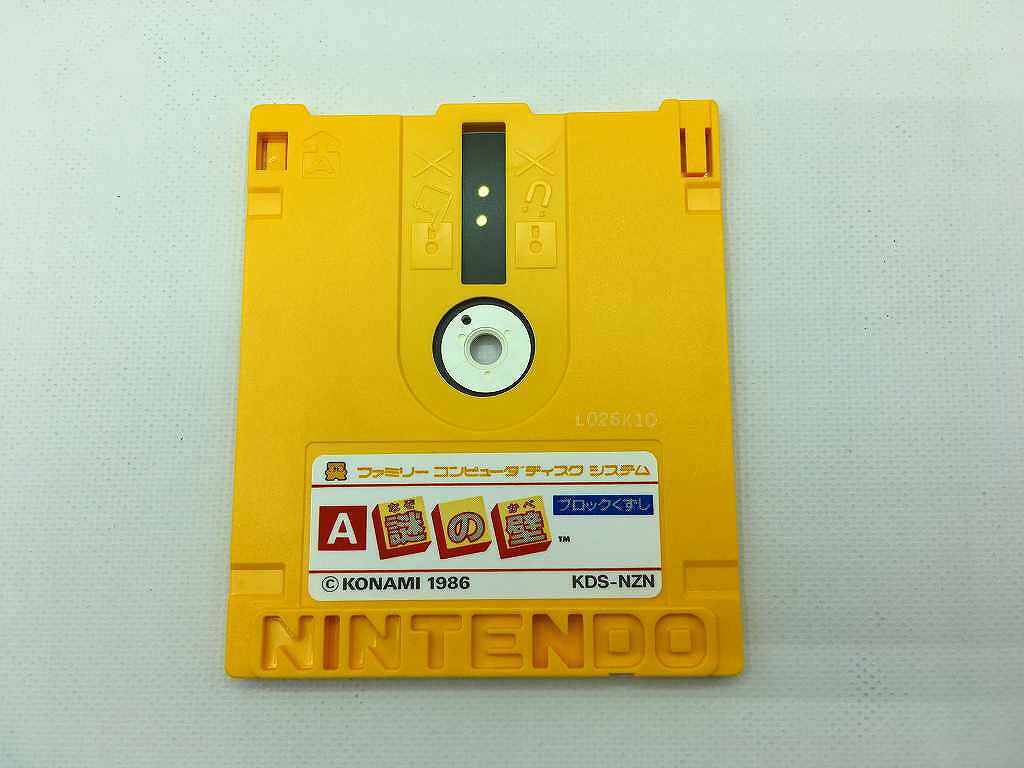 L026K10
ファミリー コンピュータ ディスク システム
A
なぞ かべ
謎の壁 ™
ブロックくずし
© KONAMI 1986 KDS-NZN
NINTENDO